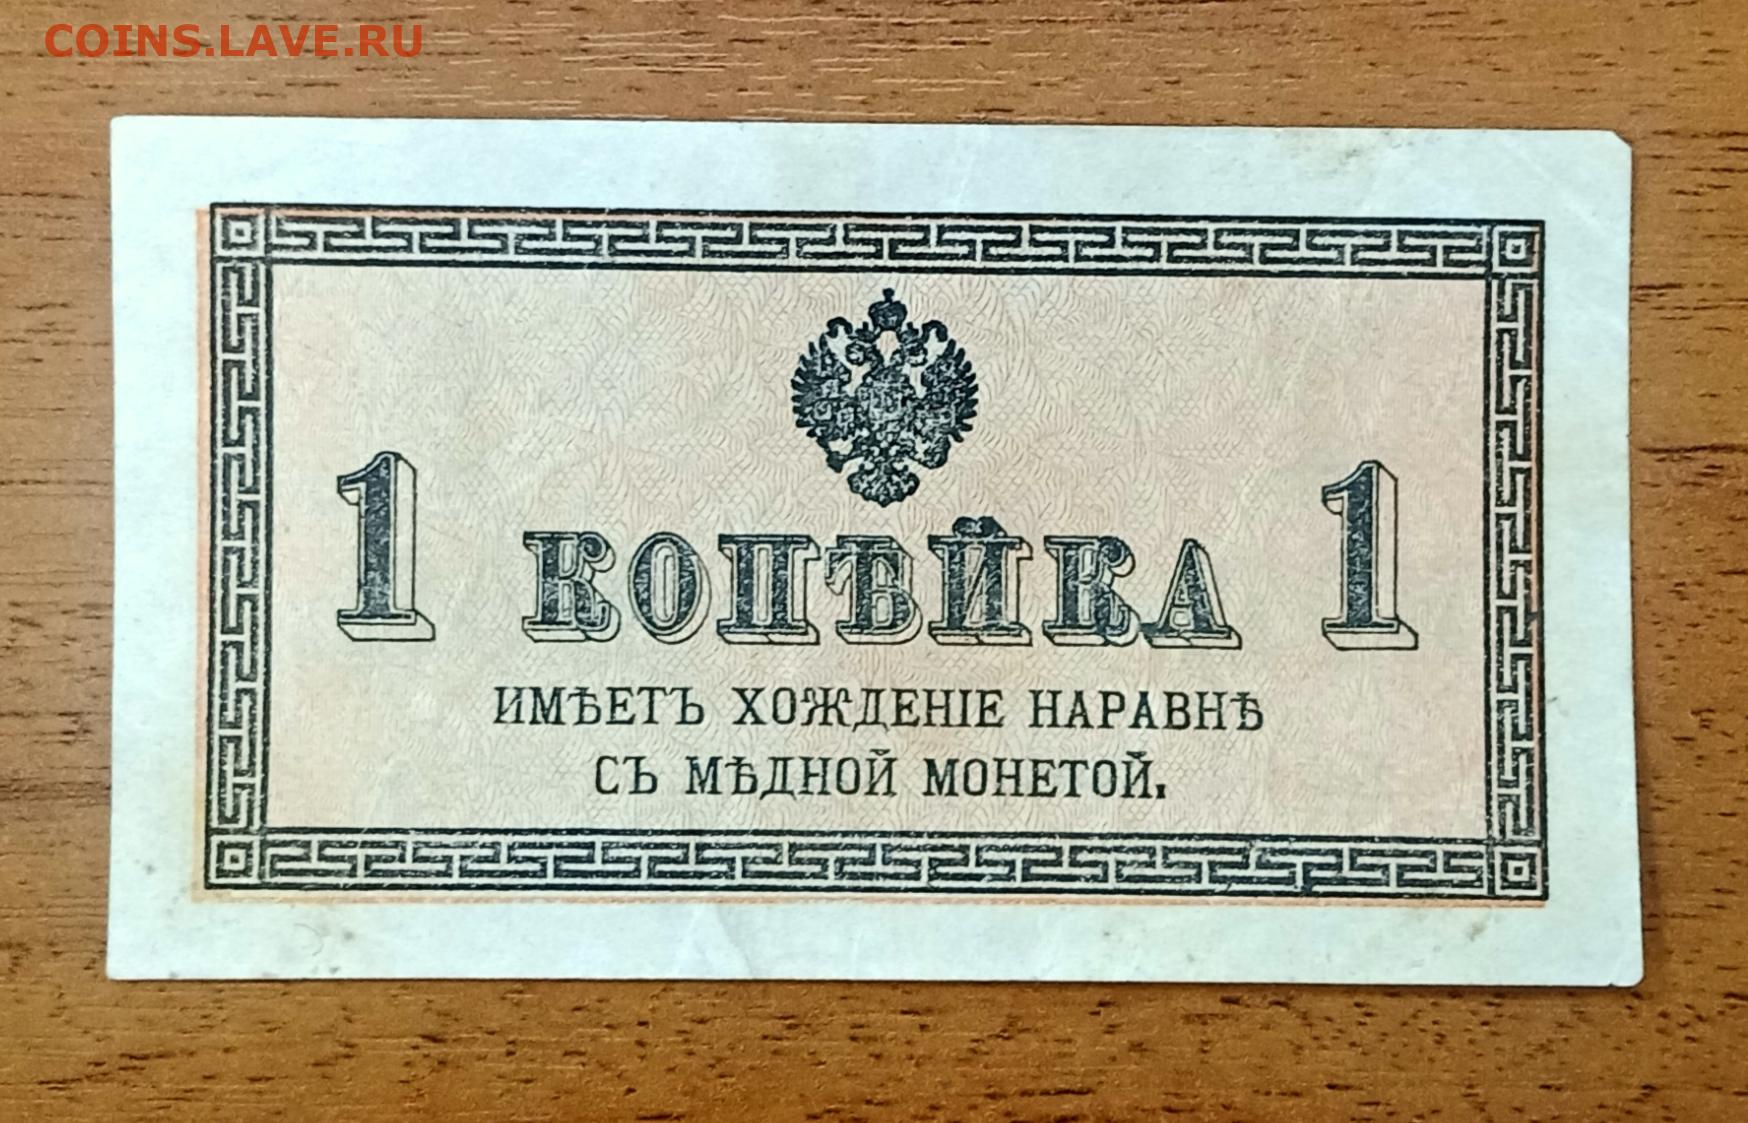 COINS.LAVE.RU
1 КОПѢЙКА 1
ИМѢЕТЪ ХОЖДЕНІЕ НАРАВНѢ
СЪ МѢДНОЙ МОНЕТОЙ.